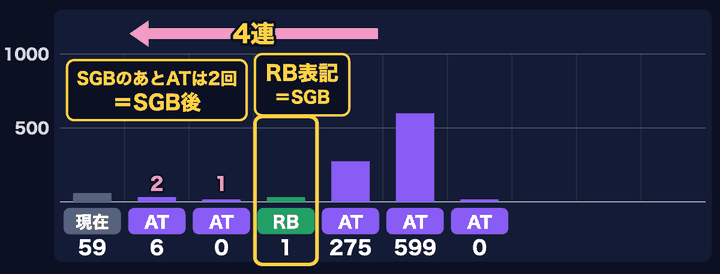 4連
1000
SGBのあとATは2回
＝SGB後
RB表記
＝SGB
500
2 1
現在 AT AT RB AT AT AT
59 6 0 1 275 599 0